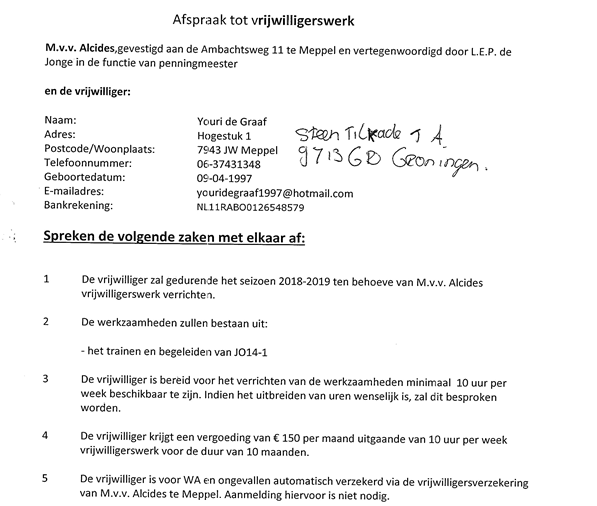 Afspraak tot vrijwilligerswerk
M.v.v. Alcides,gevestigd aan de Ambachtsweg 11 te Meppel en vertegenwoordigd door L.E.P. de
Jonge in de functie van penningmeester
en de vrijwilliger:
Naam: Youri de Graaf
Adres: Hogestuk 1 Steen TILkade 1 A.
Postcode/Woonplaats: 7943 JW Meppel 9713GD Groningen.
Telefoonnummer: 06-37431348
Geboortedatum: 09-04-1997
E-mailadres: youridegraaf1997@hotmail.com
Bankrekening: NL11RABO0126548579
Spreken de volgende zaken met elkaar af:
1 De vrijwilliger zal gedurende het seizoen 2018-2019 ten behoeve van M.v.v. Alcides
vrijwilligerswerk verrichten.
2 De werkzaamheden zullen bestaan uit:
- het trainen en begeleiden van JO14-1
3 De vrijwilliger is bereid voor het verrichten van de werkzaamheden minimaal 10 uur per
week beschikbaar te zijn. Indien het uitbreiden van uren wenselijk is, zal dit besproken
worden.
4 De vrijwilliger krijgt een vergoeding van € 150 per maand uitgaande van 10 uur per week
vrijwilligerswerk voor de duur van 10 maanden.
5 De vrijwilliger is voor WA en ongevallen automatisch verzekerd via de vrijwilligersverzekering
van M.v.v. Alcides te Meppel. Aanmelding hiervoor is niet nodig.